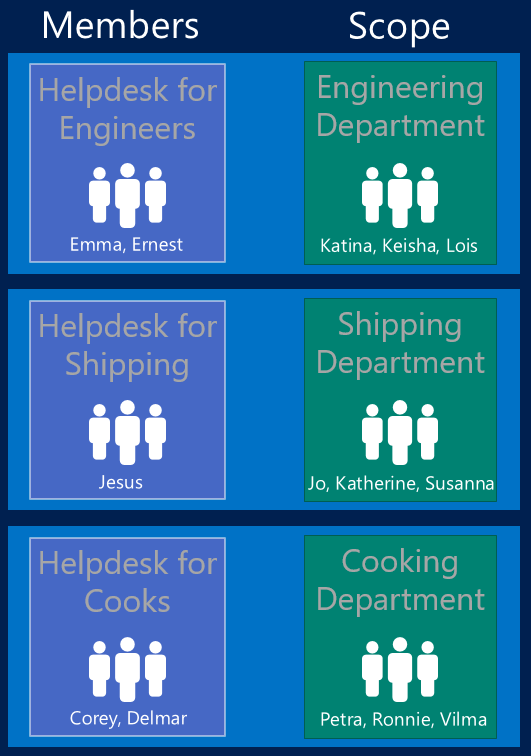 Members
Scope
Helpdesk for
Engineers
Emma, Ernest
Engineering
Department
Katina, Keisha, Lois
Helpdesk for
Shipping
Jesus
Shipping
Department
Jo, Katherine, Susanna
Helpdesk for
Cooks
Corey, Delmar
Cooking
Department
Petra, Ronnie, Vilma